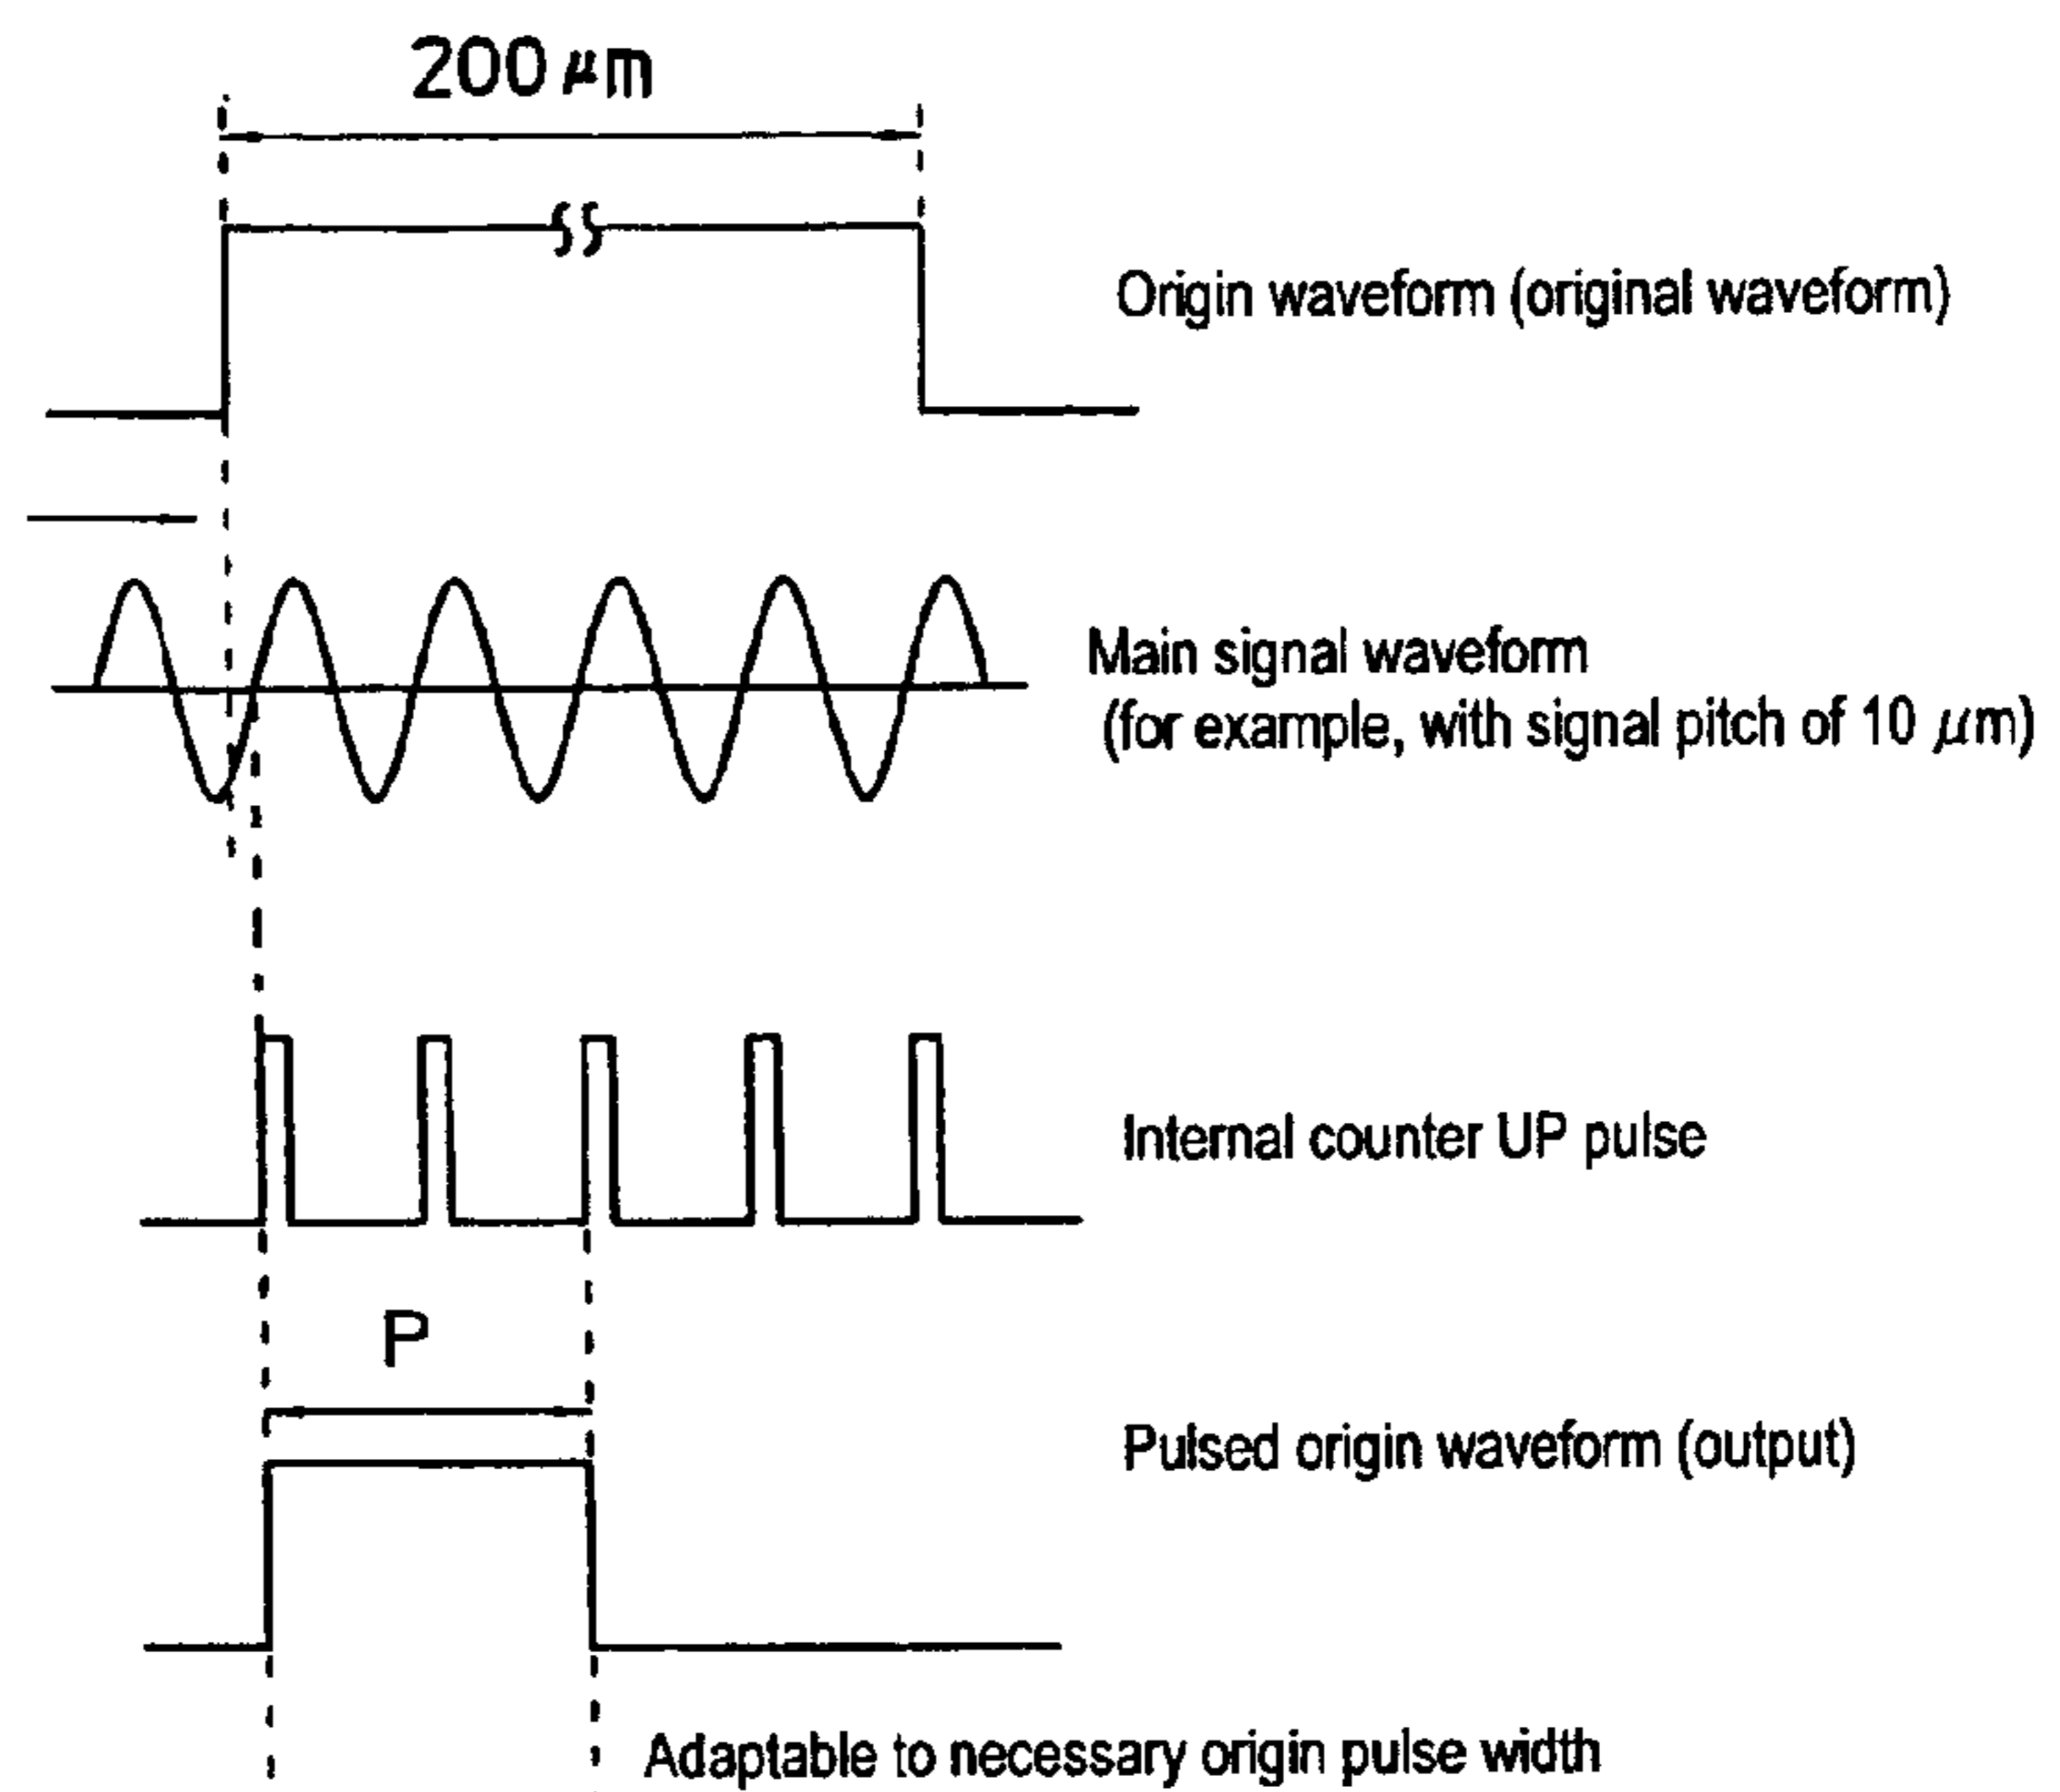 200 μm
Origin waveform (original waveform)
Main signal waveform
(for example, with signal pitch of 10 μm)
Internal counter UP pulse
P
Pulsed origin waveform (output)
Adaptable to necessary origin pulse width